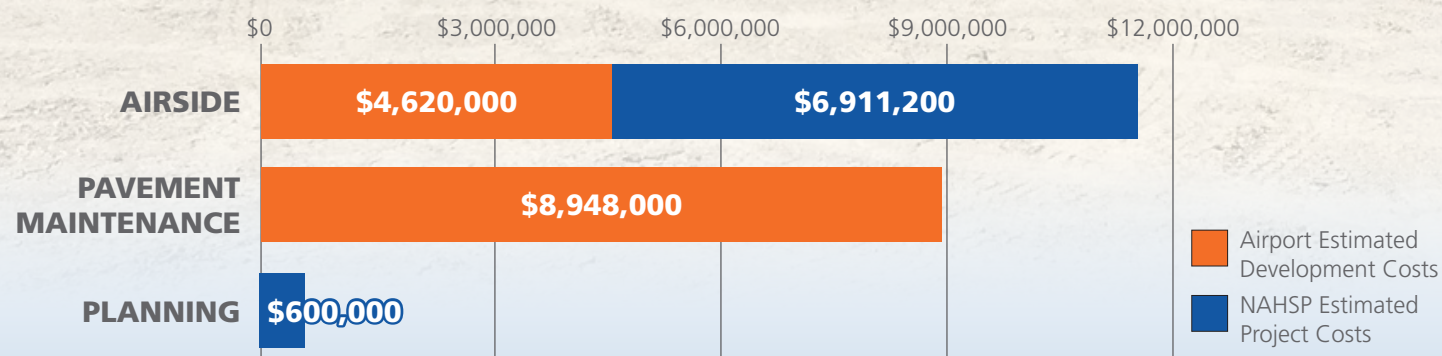 $0 $3,000,000 $6,000,000 $9,000,000 $12,000,000
AIRSIDE $4,620,000 $6,911,200
PAVEMENT
MAINTENANCE
$8,948,000
PLANNING $600,000
Airport Estimated
Development Costs
NAHSP Estimated
Project Costs